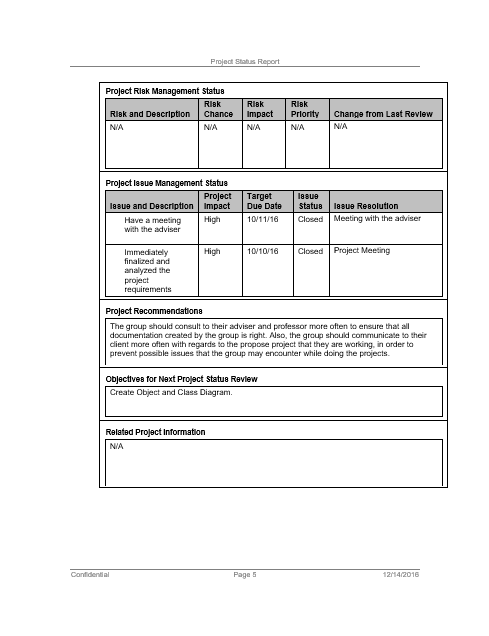 Project Status Report
Project Risk Management Status
Risk and Description Risk Chance Risk Impact Risk Priority Change from Last Review
N/A N/A N/A N/A N/A
Project Issue Management Status
Issue and Description Project Impact Target Due Date Issue Status Issue Resolution
Have a meeting with the adviser High 10/11/16 Closed Meeting with the adviser
Immediately finalized and analyzed the project requirements High 10/10/16 Closed Project Meeting
Project Recommendations
The group should consult to their adviser and professor more often to ensure that all
documentation created by the group is right. Also, the group should communicate to their
client more often with regards to the propose project that they are working, in order to
prevent possible issues that the group may encounter while doing the projects.
Objectives for Next Project Status Review
Create Object and Class Diagram.
Related Project Information
N/A
Confidential Page 5 12/14/2016